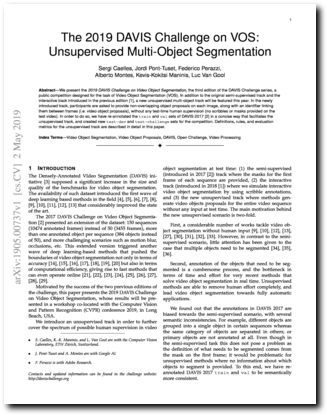 1
The 2019 DAVIS Challenge on VOS:
Unsupervised Multi-Object Segmentation
Sergi Caelles, Jordi Pont-Tuset, Federico Perazzi,
Alberto Montes, Kevis-Kokitsi Maninis, Luc Van Gool
Abstract—We present the 2019 DAVIS Challenge on Video Object Segmentation, the third edition of the DAVIS Challenge series, a
public competition designed for the task of Video Object Segmentation (VOS). In addition to the original semi-supervised track and the
interactive track introduced in the previous edition [1], a new unsupervised multi-object track will be featured this year. In the newly
introduced track, participants are asked to provide non-overlapping object proposals on each image, along with an identifier linking
them between frames (i.e. video object proposals), without any test-time human supervision (no scribbles or masks provided on the
test video). In order to do so, we have re-annotated the train and val sets of DAVIS 2017 [2] in a concise way that facilitates the
unsupervised track, and created new test-dev and test-challenge sets for the competition. Definitions, rules, and evaluation
metrics for the unsupervised track are described in detail in this paper.
Index Terms—Video Object Segmentation, Video Object Proposals, DAVIS, Open Challenge, Video Processing
arXiv:1905.00737v1 [cs.CV] 2 May 2019
1 INTRODUCTION
The Densely-Annotated Video Segmentation (DAVIS) ini-
tiative [3] supposed a significant increase in the size and
quality of the benchmarks for video object segmentation.
The availability of such dataset introduced the first wave of
deep learning based methods in the field [4], [5], [6], [7], [8],
[9], [10], [11], [12], [13] that considerably improved the state
of the art.
The 2017 DAVIS Challenge on Video Object Segmenta-
tion [2] presented an extension of the dataset: 150 sequences
(10474 annotated frames) instead of 50 (3455 frames), more
than one annotated object per sequence (384 objects instead
of 50), and more challenging scenarios such as motion blur,
occlusions, etc. This extended version triggered another
wave of deep learning-based methods that pushed the
boundaries of video object segmentation not only in terms of
accuracy [14], [15], [16], [17], [18], [19], [20] but also in terms
of computational efficiency, giving rise to fast methods that
can even operate online [21], [22], [23], [24], [25], [26], [27],
[28], [29].
Motivated by the success of the two previous editions of
the challenge, this paper presents the 2019 DAVIS Challenge
on Video Object Segmentation, whose results will be pre-
sented in a workshop co-located with the Computer Vision
and Pattern Recognition (CVPR) conference 2019, in Long
Beach, USA.
We introduce an unsupervised track in order to further
cover the spectrum of possible human supervision in video
• S. Caelles, K.-K. Maninis, and L. Van Gool are with the Computer Vision
Laboratory, ETH Zürich, Switzerland.
• J. Pont-Tuset and A. Montes are with Google AI.
• F. Perazzi is with Adobe Research.
Contacts and updated information can be found in the challenge website:
http://davischallenge.org
object segmentation at test time: (1) the semi-supervised
(introduced in 2017 [2]) track where the masks for the first
frame of each sequence are provided, (2) the interactive
track (introduced in 2018 [1]) where we simulate interactive
video object segmentation by using scribble annotations,
and (3) the new unsupervised track where methods gen-
erate video objects proposals for the entire video sequence
without any input at test time. The main motivation behind
the new unsupervised scenario is two-fold:
First, a considerable number of works tackle video ob-
ject segmentation without human input [9], [10], [12], [13],
[27], [30], [31], [32], [33]. However, in contrast to the semi-
supervised scenario, little attention has been given to the
case that multiple objects need to be segmented [34], [35],
[36].
Second, annotation of the objects that need to be seg-
mented is a cumbersome process, and the bottleneck in
terms of time and effort for very recent methods that
solve video object segmentation in real time. Unsupervised
methods are able to remove human effort completely, and
lead video object segmentation towards fully automatic
applications.
We found out that the annotations in DAVIS 2017 are
biased towards the semi-supervised scenario, with several
semantic inconsistencies. For example, different objects are
grouped into a single object in certain sequences whereas
the same category of objects are separated in others; or
primary objects are not annotated at all. Even though in
the semi-supervised task this does not pose a problem as
the definition of what needs to be segmented comes from
the mask on the first frame; it would be problematic for
unsupervised methods where no information about which
objects to segment is provided. To this end, we have re-
annotated DAVIS 2017 train and val to be semantically
more consistent.